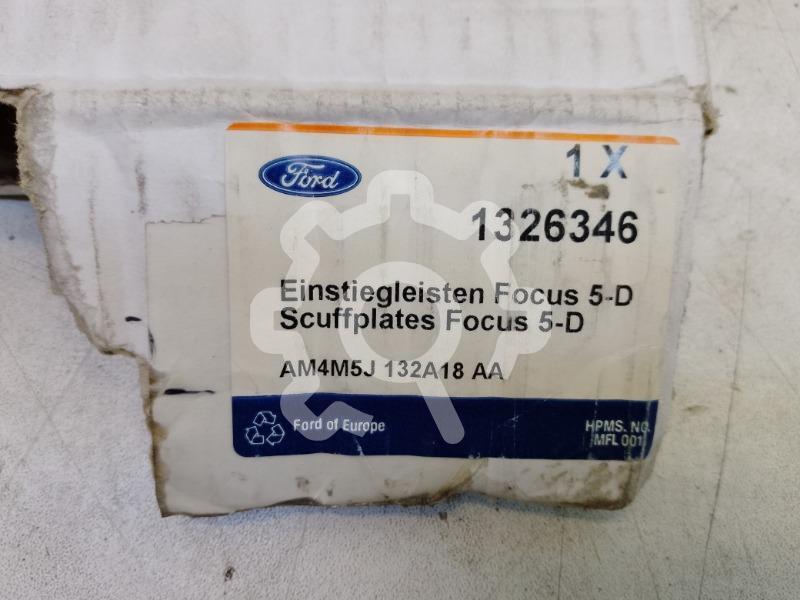 Ford
1 X
1326346
Einstiegleisten Focus 5-D
Scuffplates Focus 5-D
AM4M5J 132A18 AA
Ford of Europe
HPMS. NO.
MFL 001